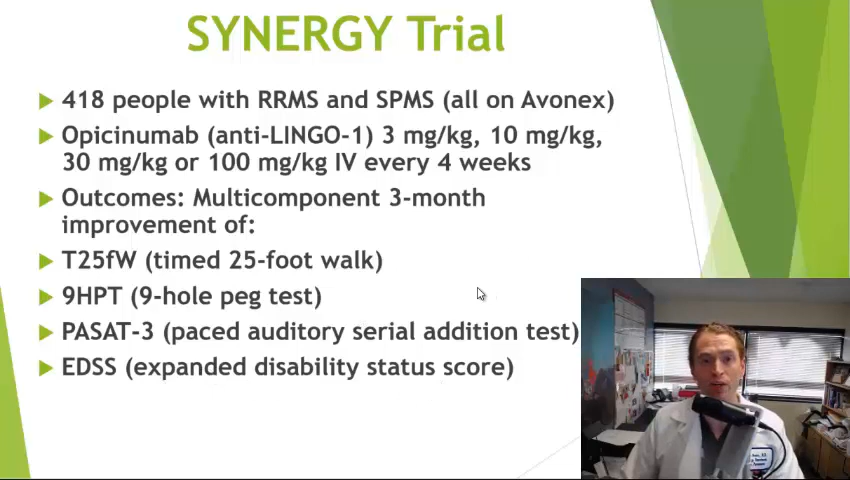 SYNERGY Trial
418 people with RRMS and SPMS (all on Avonex)
Opicinumab (anti-LINGO-1) 3 mg/kg, 10 mg/kg,
30 mg/kg or 100 mg/kg IV every 4 weeks
Outcomes: Multicomponent 3-month
improvement of:
T25fW (timed 25-foot walk)
9HPT (9-hole peg test)
PASAT-3 (paced auditory serial addition test)
EDSS (expanded disability status score)